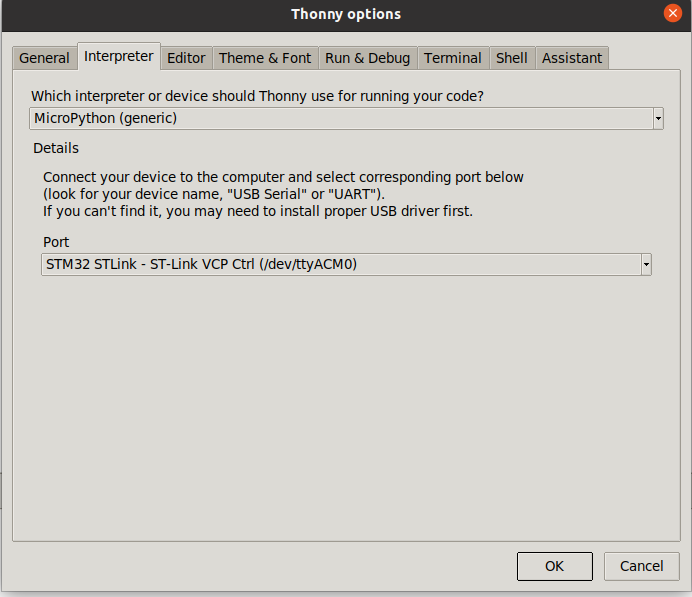 Thonny options
General Interpreter Editor Theme & Font Run & Debug Terminal Shell Assistant
Which interpreter or device should Thonny use for running your code?
MicroPython (generic)
Details
Connect your device to the computer and select corresponding port below
(look for your device name, "USB Serial" or "UART").
If you can't find it, you may need to install proper USB driver first.
Port
STM32 STLink - ST-Link VCP Ctrl (/dev/ttyACM0)
OK Cancel